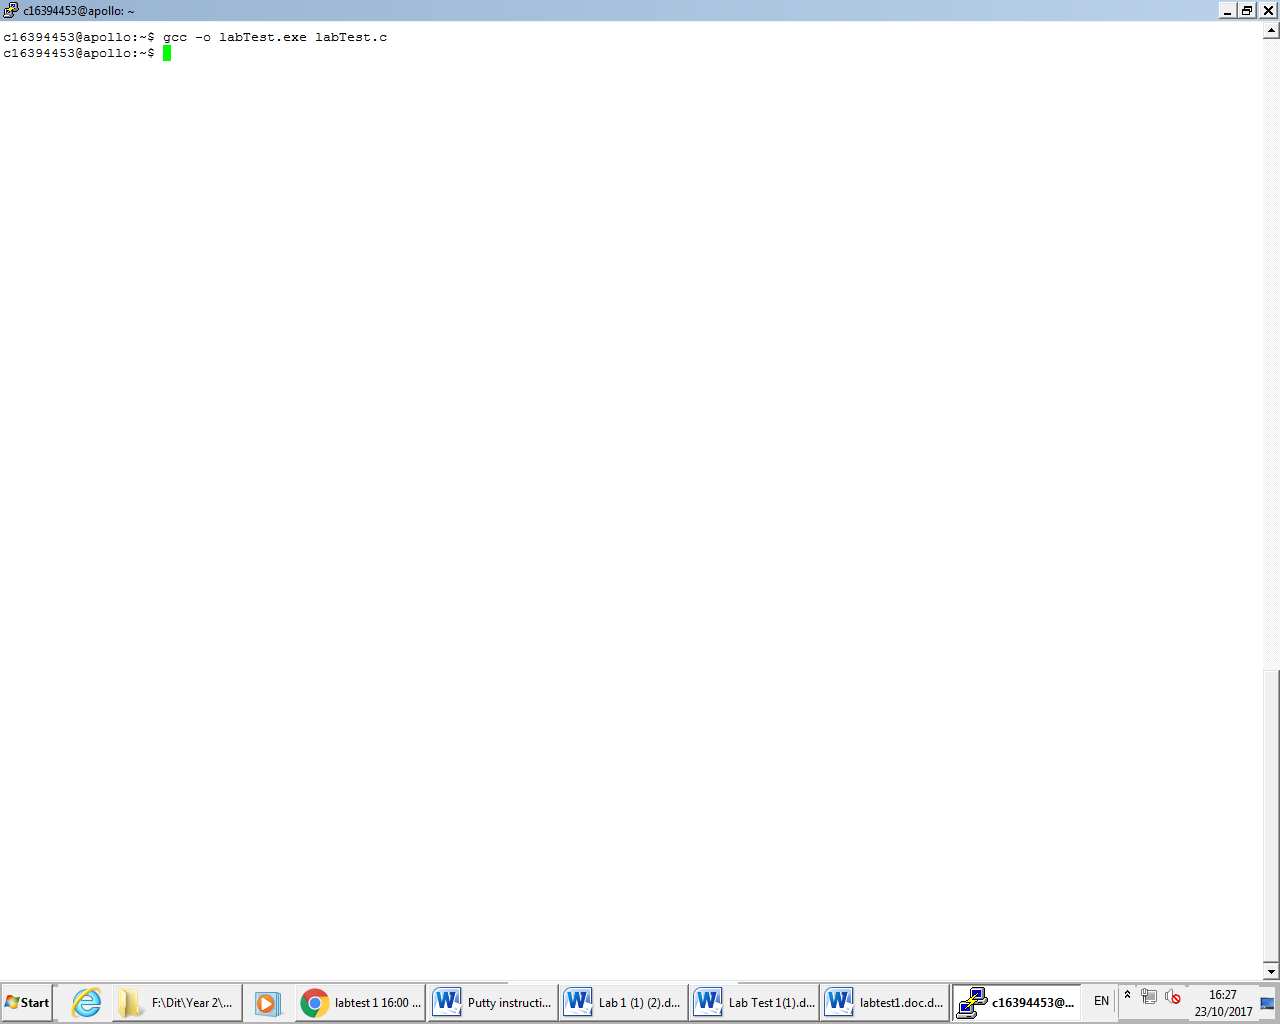 c16394453@apollo: ~
c16394453@apollo:~$ gcc -o labTest.exe labTest.c
c16394453@apollo:~$
Start
F:\Dit\Year 2\...
labtest 1 16:00 ...
Putty instructi...
Lab 1 (1) (2).d...
Lab Test 1(1).d...
labtest1.doc.d...
c16394453@...
EN
16:27
23/10/2017